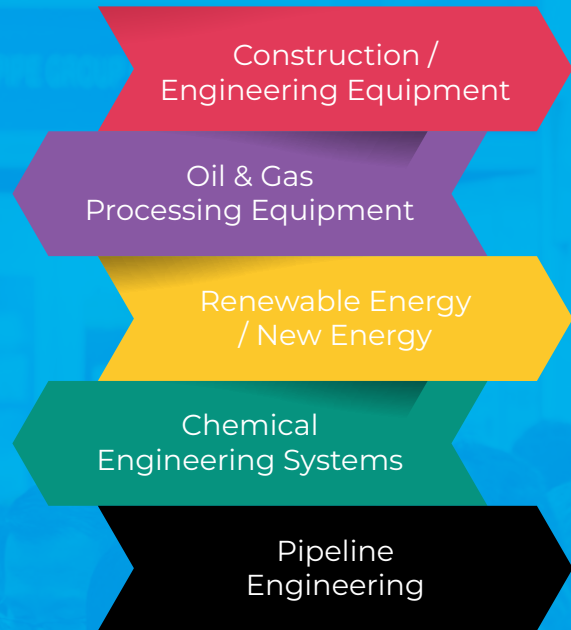 Construction /
Engineering Equipment
Oil & Gas
Processing Equipment
Renewable Energy
/ New Energy
Chemical
Engineering Systems
Pipeline
Engineering